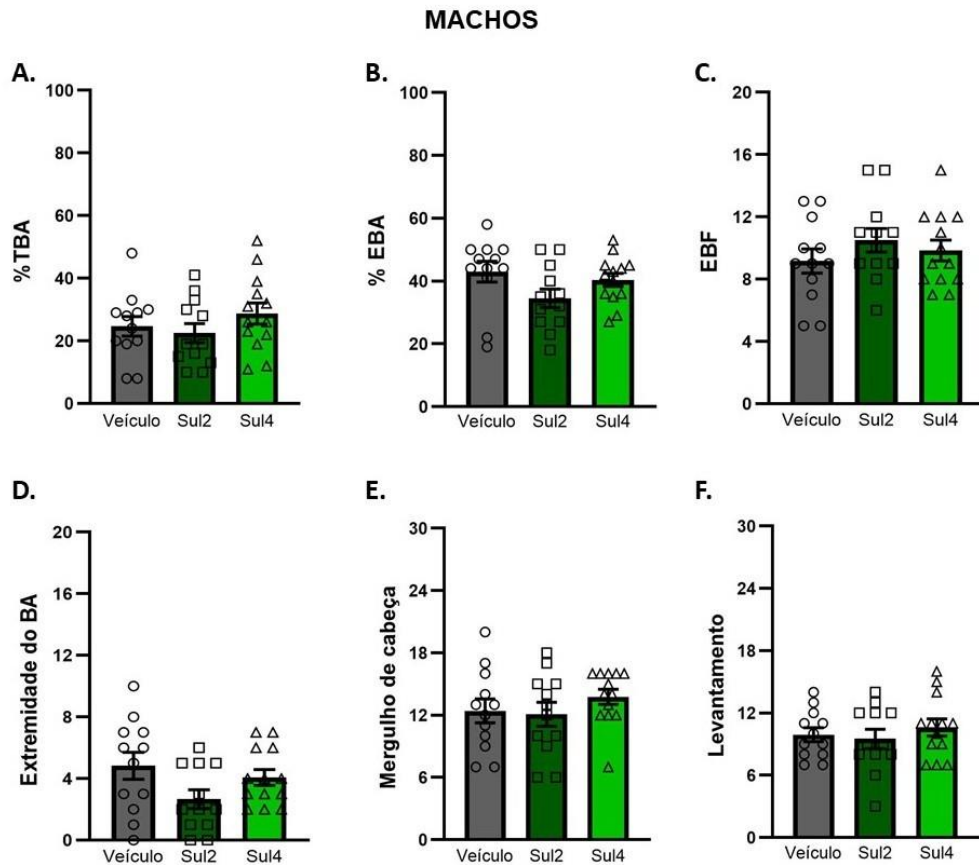 MACHOS
A.
B.
C.
100
80
60
40
20
0
%TBA
Veículo Sul2 Sul4
100
80
60
40
20
0
% EBA
Veículo Sul2 Sul4
20
16
12
8
4
0
EBF
Veículo Sul2 Sul4
D.
E.
F.
20
16
12
8
4
0
Extremidade do BA
Veículo Sul2 Sul4
30
24
18
12
6
0
Mergulho de cabeça
Veículo Sul2 Sul4
30
24
18
12
6
0
Levantamento
Veículo Sul2 Sul4